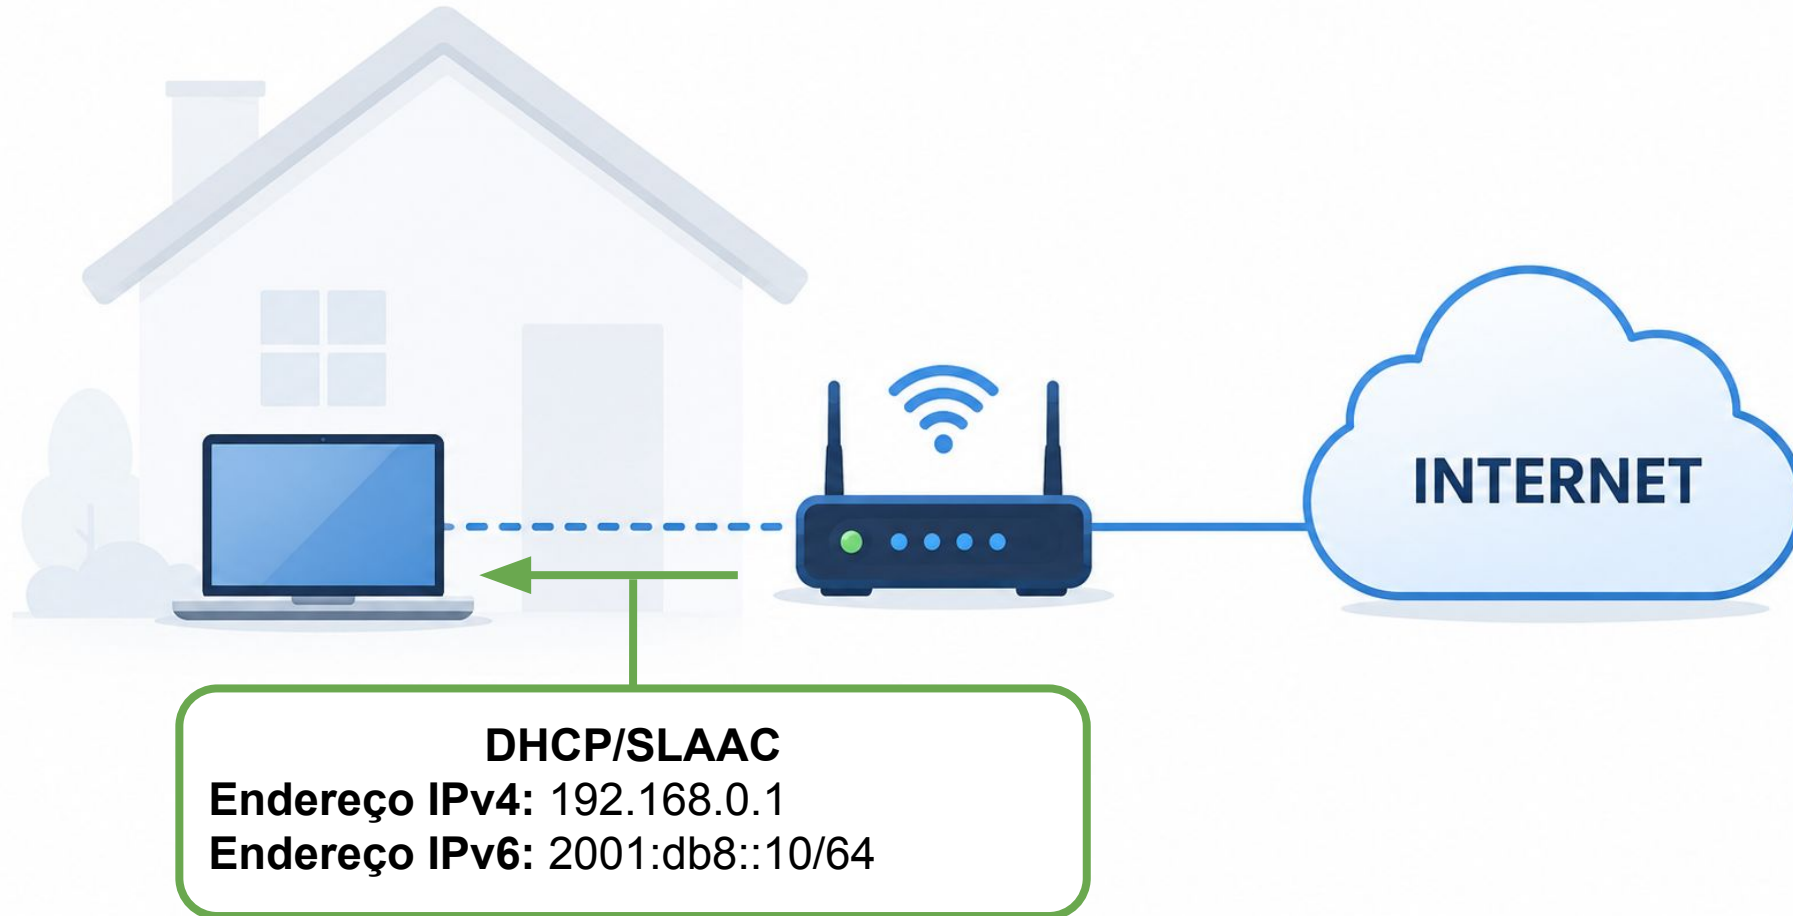 INTERNET
DHCP/SLAAC
Endereço IPv4: 192.168.0.1
Endereço IPv6: 2001:db8::10/64